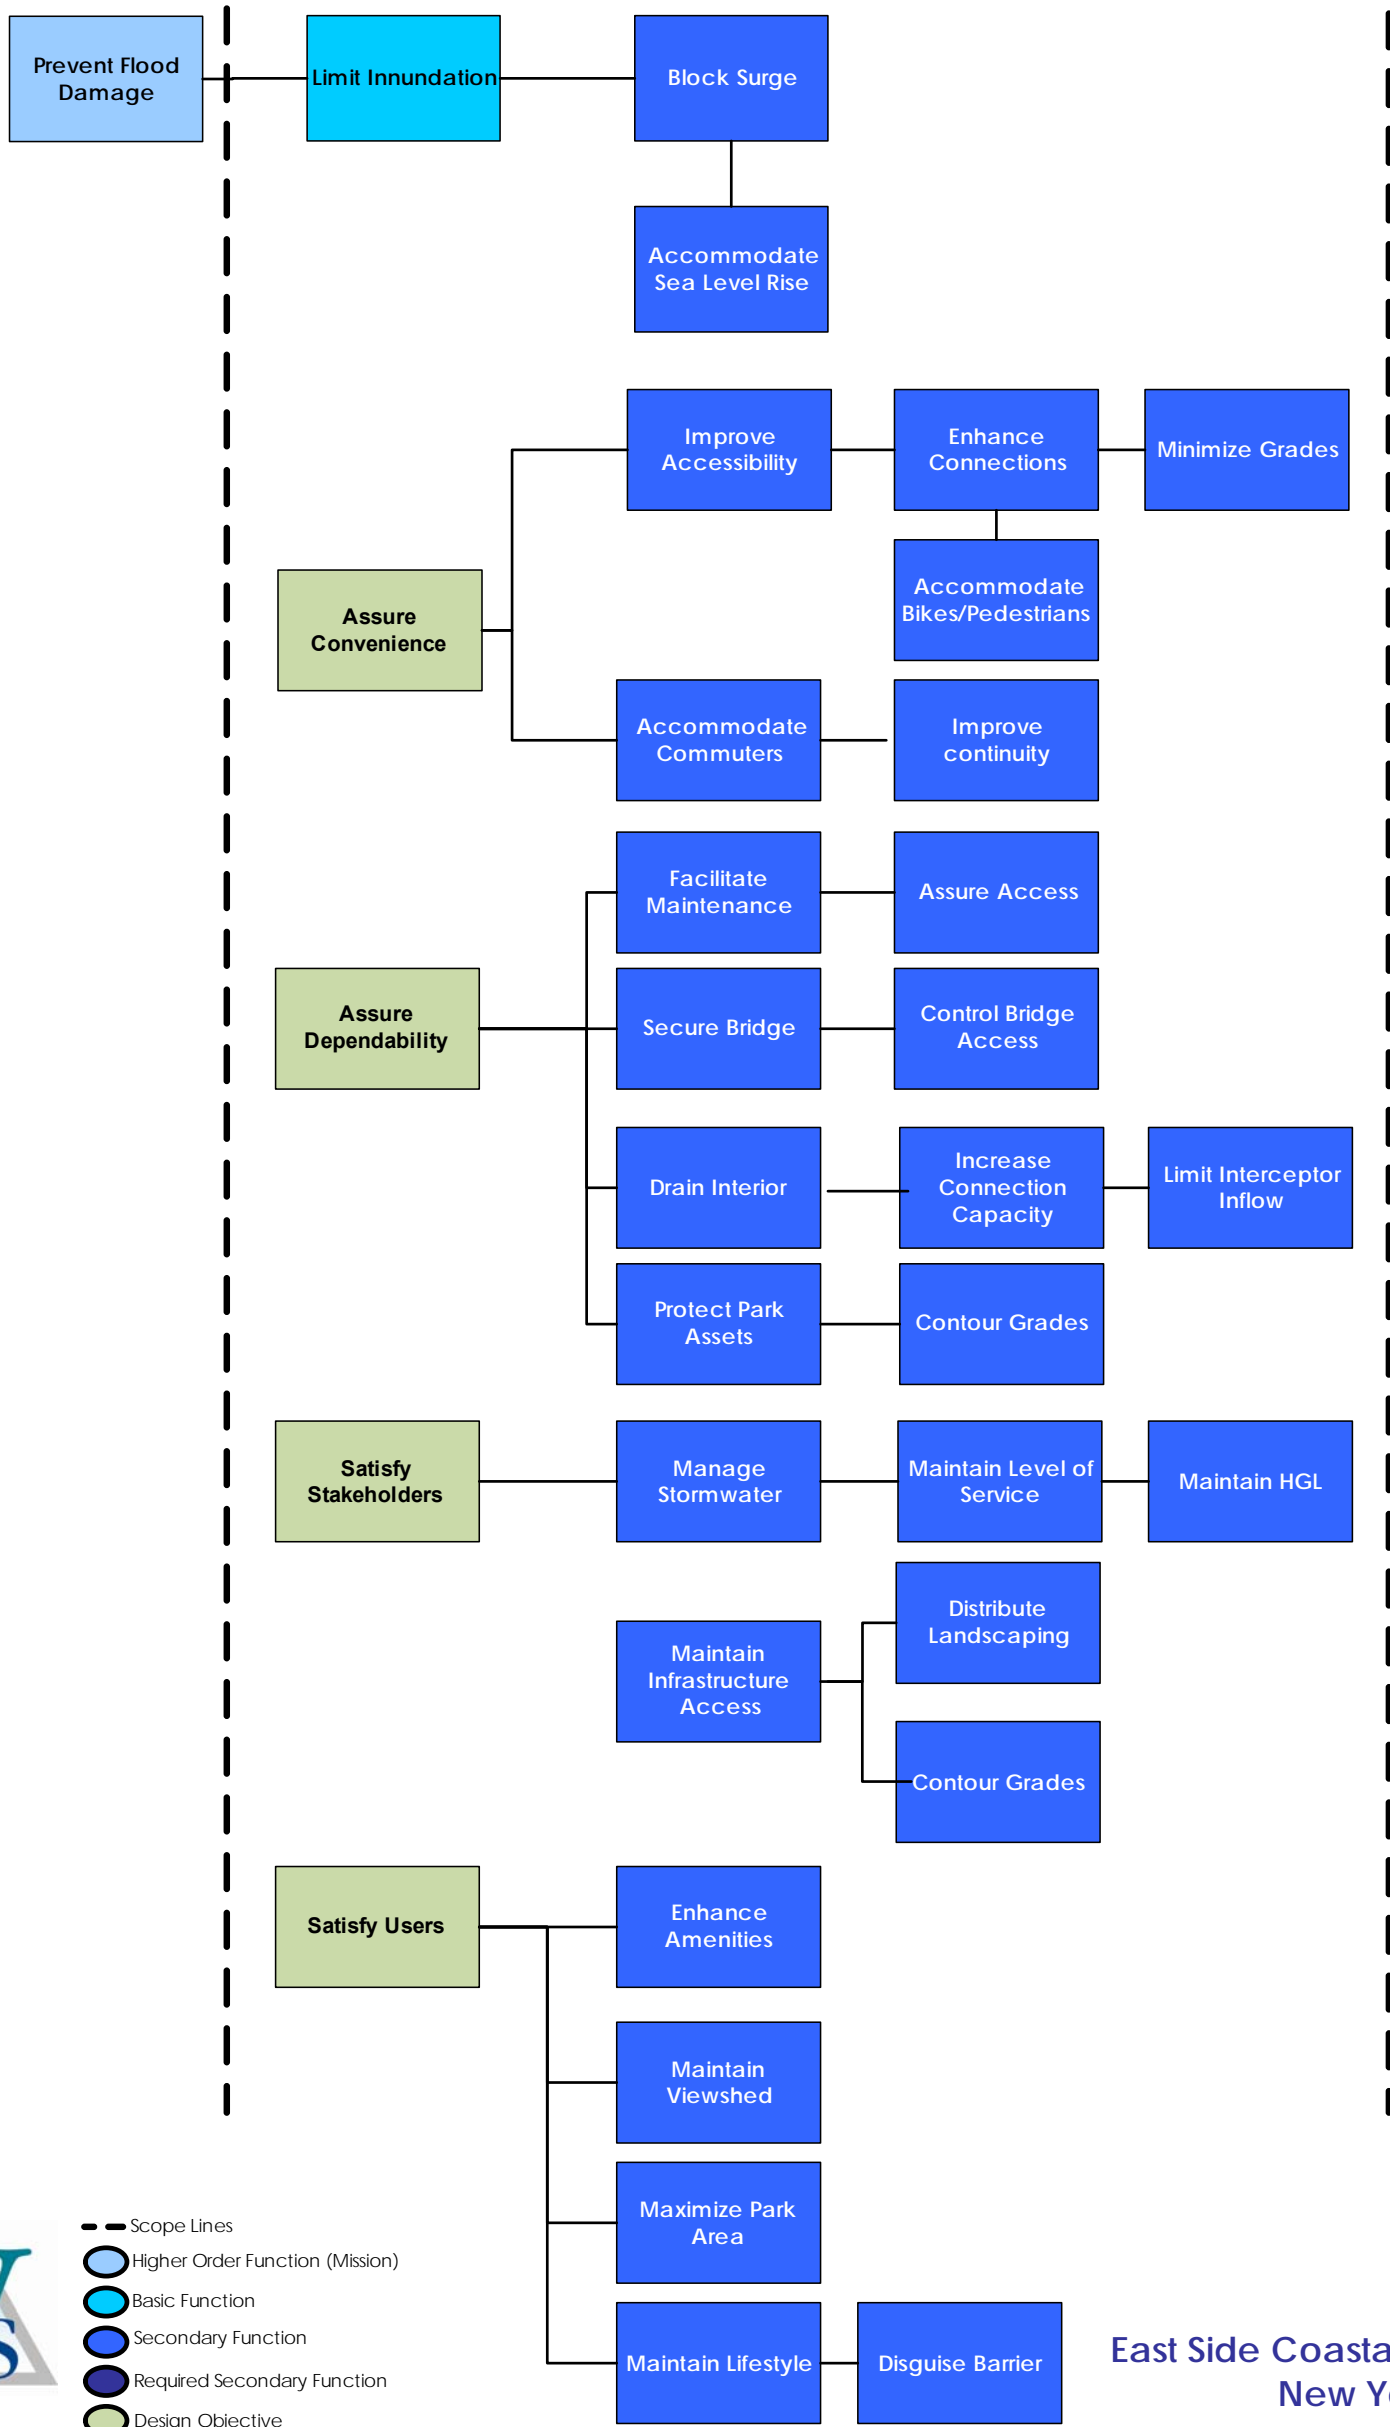 Prevent Flood
Damage
Limit Innundation
Block Surge
Accommodate
Sea Level Rise
Improve
Accessibility
Enhance
Connections
Minimize Grades
Accommodate
Bikes/Pedestrians
Assure
Convenience
Accommodate
Commuters
Improve
continuity
Facilitate
Maintenance
Assure Access
Assure
Dependability
Secure Bridge
Control Bridge
Access
Drain Interior
Increase
Connection
Capacity
Limit Interceptor
Inflow
Protect Park
Assets
Contour Grades
Satisfy
Stakeholders
Manage
Stormwater
Maintain Level of
Service
Maintain HGL
Maintain
Infrastructure
Access
Distribute
Landscaping
Contour Grades
Satisfy Users
Enhance
Amenities
Maintain
Viewshed
Maximize Park
Area
Maintain Lifestyle
Disguise Barrier
Scope Lines
Higher Order Function (Mission)
Basic Function
Secondary Function
Required Secondary Function
Design Objective
East Side Coasta
New Y